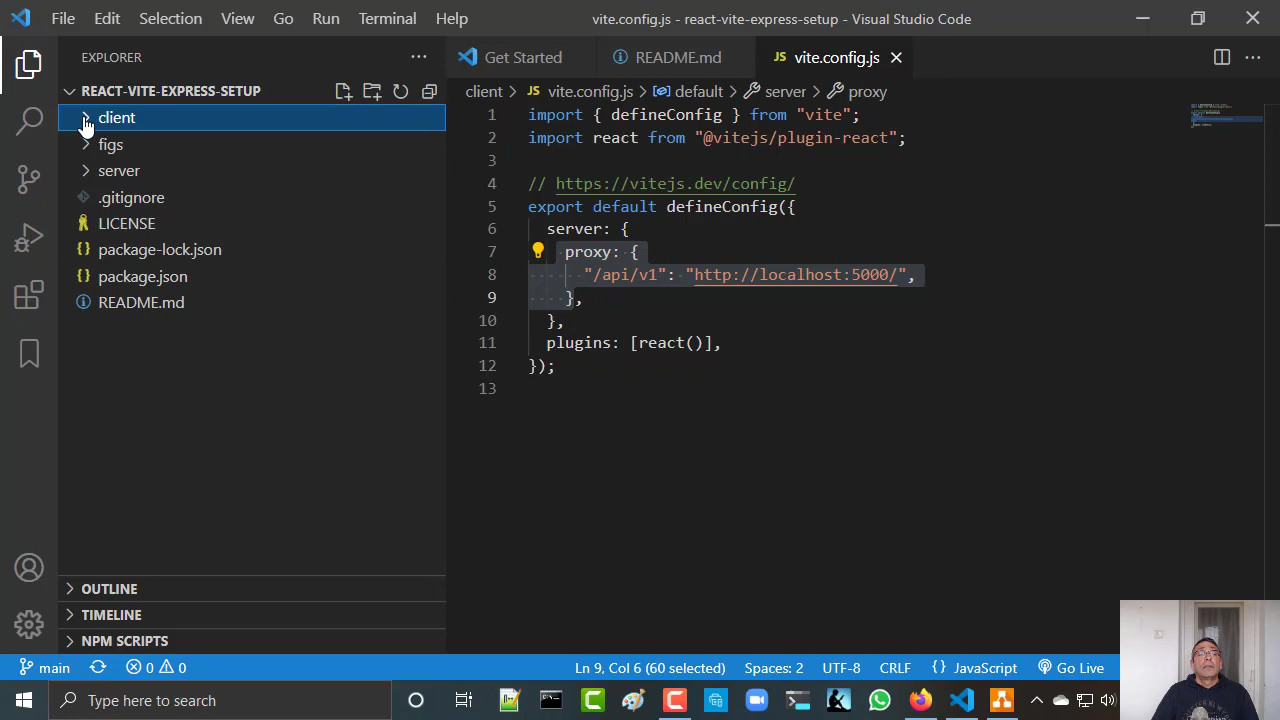 File Edit Selection View Go Run Terminal Help vite.config.js - react-vite-express-setup - Visual Studio Code
EXPLORER
REACT-VITE-EXPRESS-SETUP
client
figs
server
.gitignore
LICENSE
package-lock.json
package.json
README.md
OUTLINE
TIMELINE
NPM SCRIPTS
Get Started README.md JS vite.config.js
client JS vite.config.js default server proxy
1 import { defineConfig } from "vite";
2 import react from "@vitejs/plugin-react";
3
4 // https://vitejs.dev/config/
5 export default defineConfig({
6 server: {
7 proxy: {
8 "/api/v1": "http://localhost:5000/",
9 },
10 },
11 plugins: [react()],
12 });
13
main 0 0 Ln 9, Col 6 (60 selected) Spaces: 2 UTF-8 CRLF {} JavaScript Go Live
Type here to search